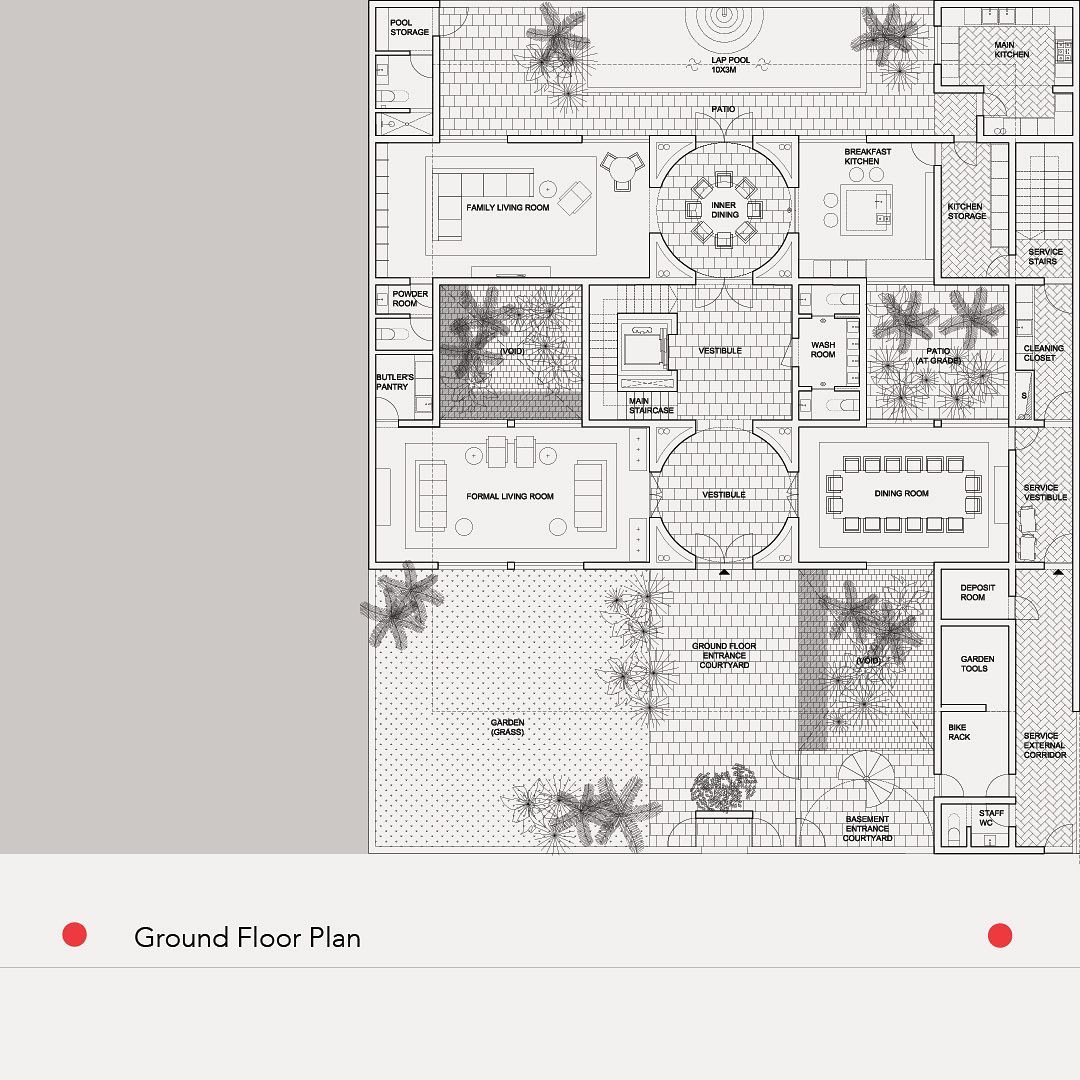 POOL
STORAGE
LAP POOL
10X3M
MAIN
KITCHEN
PATIO
FAMILY LIVING ROOM
INNER
DINING
BREAKFAST
KITCHEN
KITCHEN
STORAGE
SERVICE
STAIRS
POWDER
ROOM
(VOID)
VESTIBULE
WASH
ROOM
PATIO
(AT GRADE)
CLEANING
CLOSET
BUTLER'S
PANTRY
MAIN
STAIRCASE
S
FORMAL LIVING ROOM
VESTIBULE
DINING ROOM
SERVICE
VESTIBULE
DEPOSIT
ROOM
GROUND FLOOR
ENTRANCE
COURTYARD
(VOID)
GARDEN
TOOLS
GARDEN
(GRASS)
BIKE
RACK
SERVICE
EXTERNAL
CORRIDOR
BASEMENT
ENTRANCE
COURTYARD
STAFF
WC
Ground Floor Plan